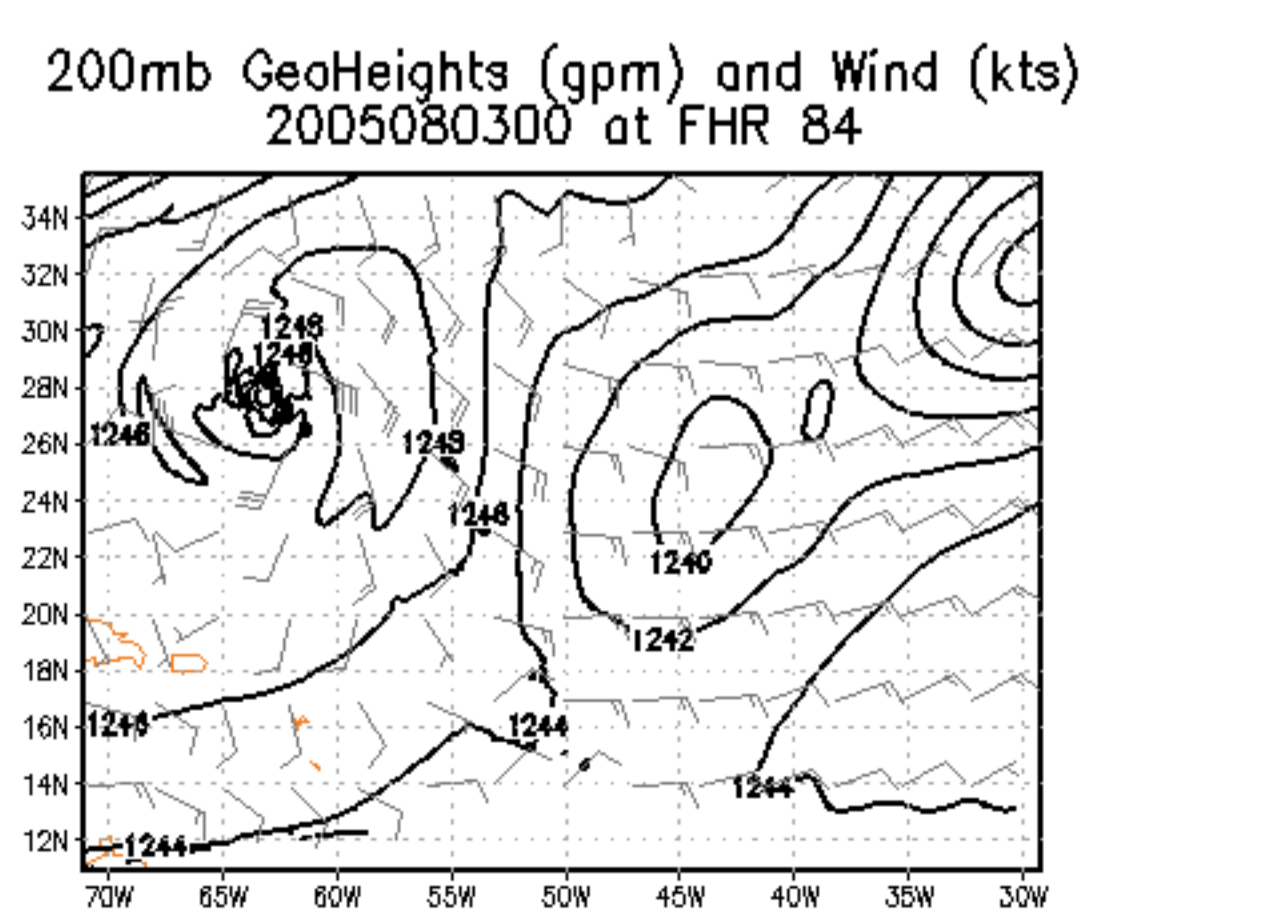 200mb GeoHeights (gpm) and Wind (kts)
2005080300 at FHR 84
34N
32N
30N
1248
1248
28N
1246
26N
1248
24N
1246
22N
1240
20N
1242
18N
1246
16N
1244
14N
1244
12N
1244
70W 65W 60W 55W 50W 45W 40W 35W 30W